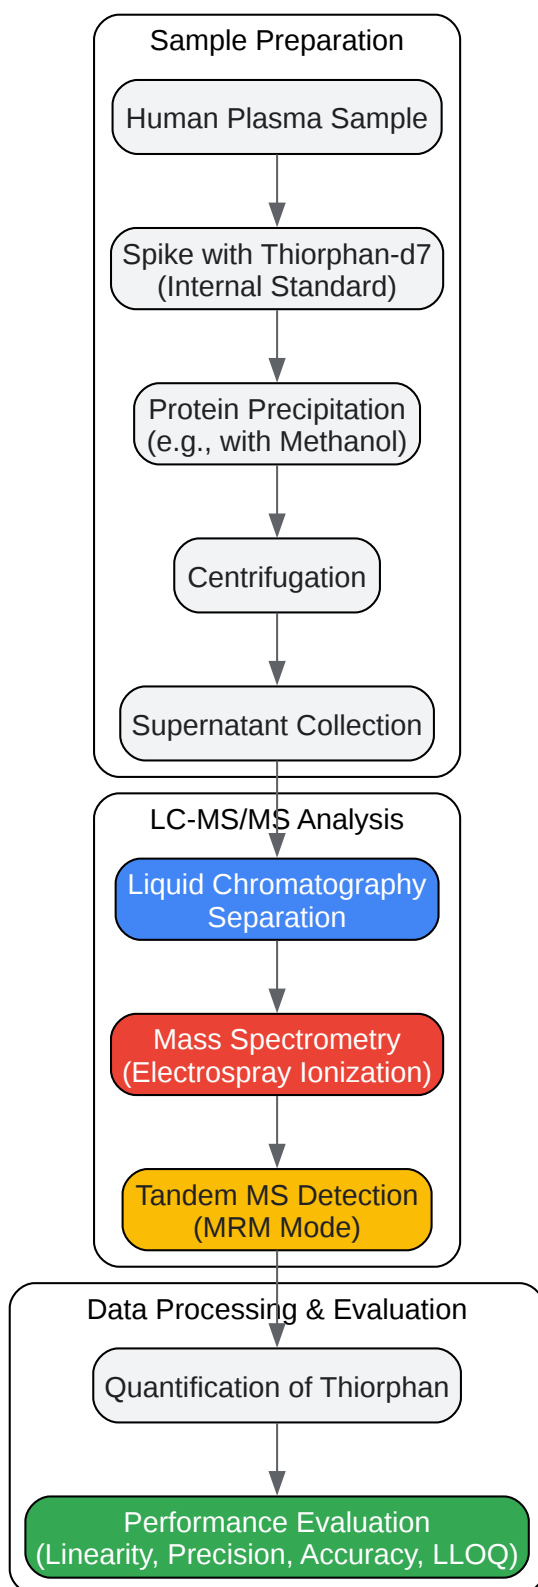 Sample Preparation
Human Plasma Sample
Spike with Thiorphan-d7
(Internal Standard)
Protein Precipitation
(e.g., with Methanol)
Centrifugation
Supernatant Collection
LC-MS/MS Analysis
Liquid Chromatography
Separation
Mass Spectrometry
(Electrospray Ionization)
Tandem MS Detection
(MRM Mode)
Data Processing & Evaluation
Quantification of Thiorphan
Performance Evaluation
(Linearity, Precision, Accuracy, LLOQ)